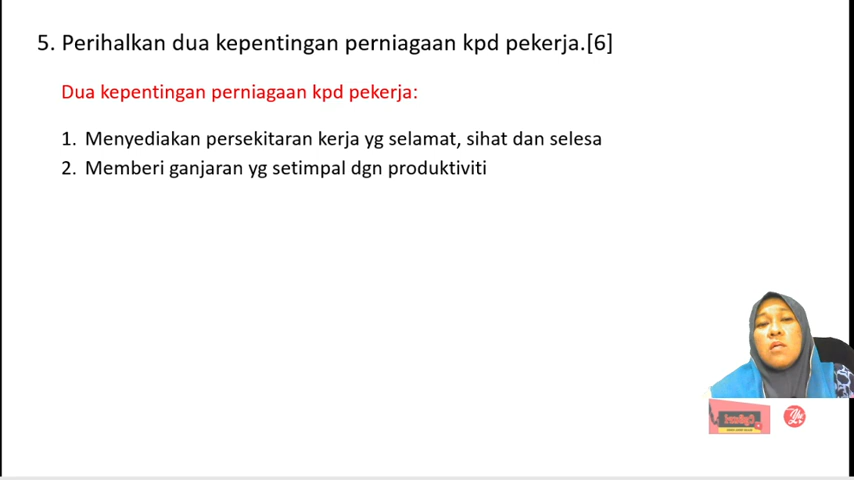 5. Perihalkan dua kepentingan perniagaan kpd pekerja.[6]
Dua kepentingan perniagaan kpd pekerja:
1. Menyediakan persekitaran kerja yg selamat, sihat dan selesa
2. Memberi ganjaran yg setimpal dgn produktiviti